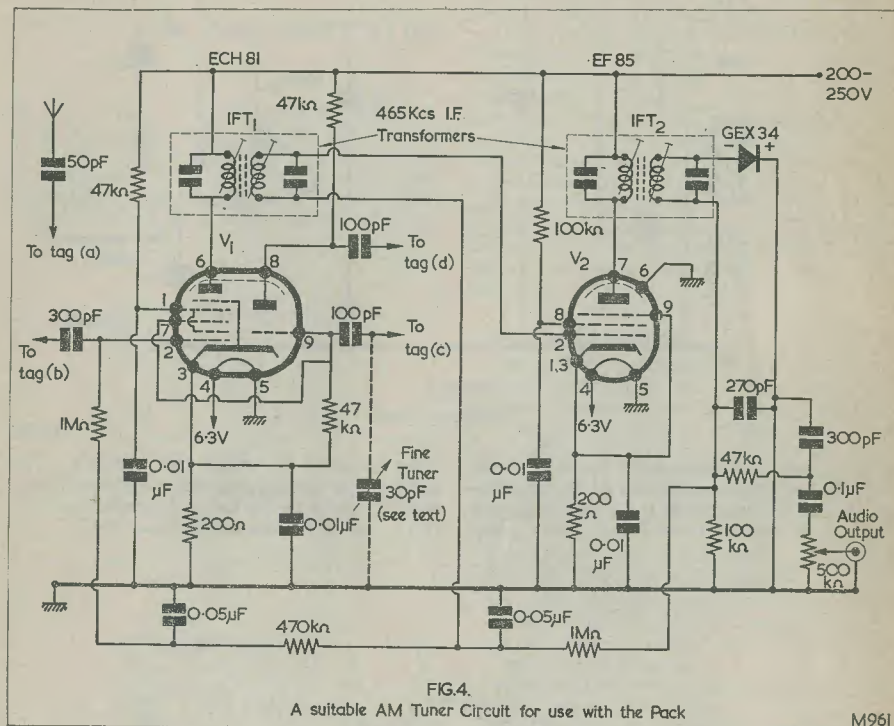 ECH 81
EF 85
200-
250V
47kΩ
465Kcs I.F.
Transformers
IFT1
IFT2
GEX 34
-
+
50pF
47kΩ
To tag (a)
100kΩ
100pF
To
tag (d)
V1
6
8
V2
7
6
300pF
1
7
2
9
100pF
To
tag (b)
To
tag (c)
8
2
9
1,3
3
4
5
4
5
6·3V
6·3V
1MΩ
47
kΩ
270pF
300pF
Fine
Tuner
30pF
(see text)
47kΩ
0·01
μF
200Ω
0·01μF
0·01
μF
200
Ω
0·01
μF
100
kΩ
0·1μF
Audio
Output
500
kΩ
0·05μF
470kΩ
0·05μF
1MΩ
FIG.4.
A suitable AM Tuner Circuit for use with the Pack
M961